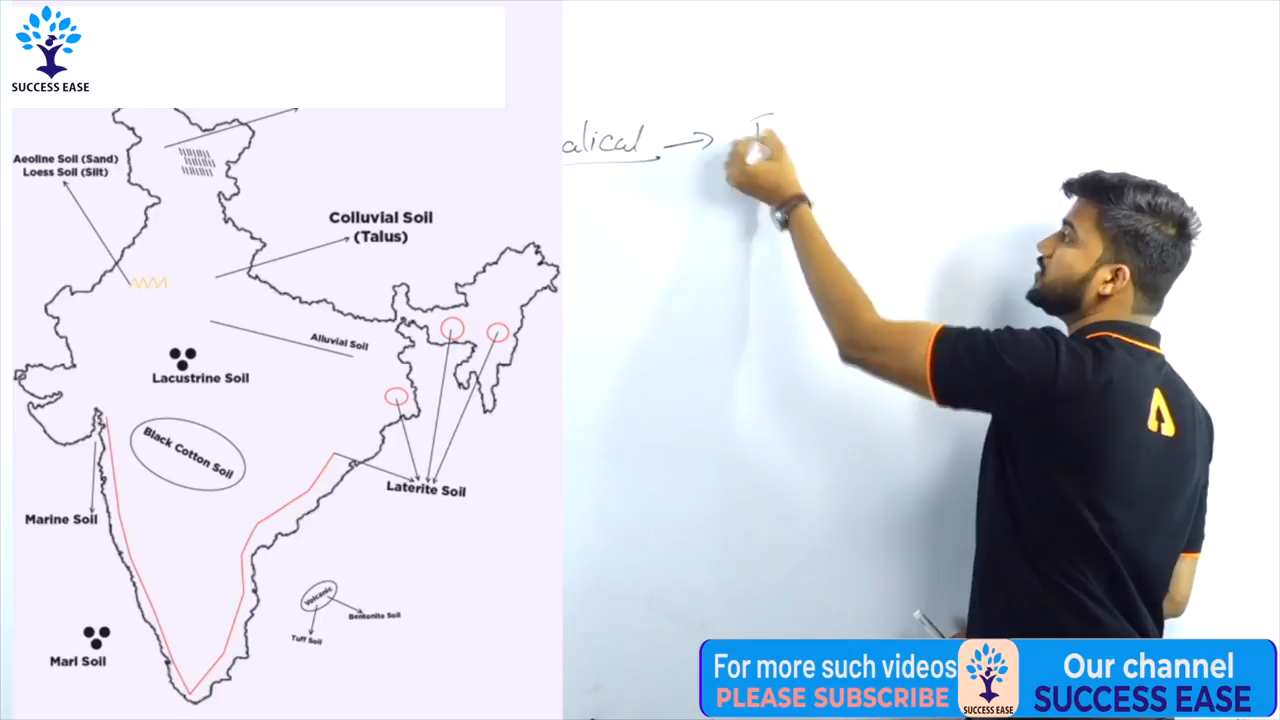 SUCCESS EASE
Aeoline Soil (Sand)
Loess Soil (Silt)
Colluvial Soil
(Talus)
Alluvial Soil
Lacustrine Soil
Black Cotton Soil
Laterite Soil
Marine Soil
Volcanic
Bentonite Soil
Tuff Soil
Marl Soil
alical →
For more such videos
PLEASE SUBSCRIBE
SUCCESS EASE
Our channel
SUCCESS EASE